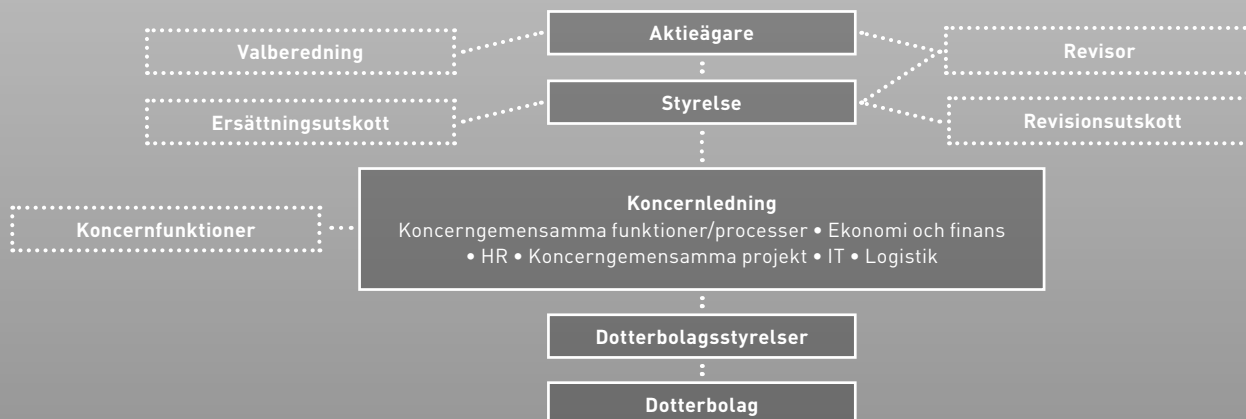 Aktieägare
Valberedning
Revisor
Styrelse
Ersättningsutskott
Revisionsutskott
Koncernledning
Koncerngemensamma funktioner/processer • Ekonomi och finans
• HR • Koncerngemensamma projekt • IT • Logistik
Koncernfunktioner
Dotterbolagsstyrelser
Dotterbolag